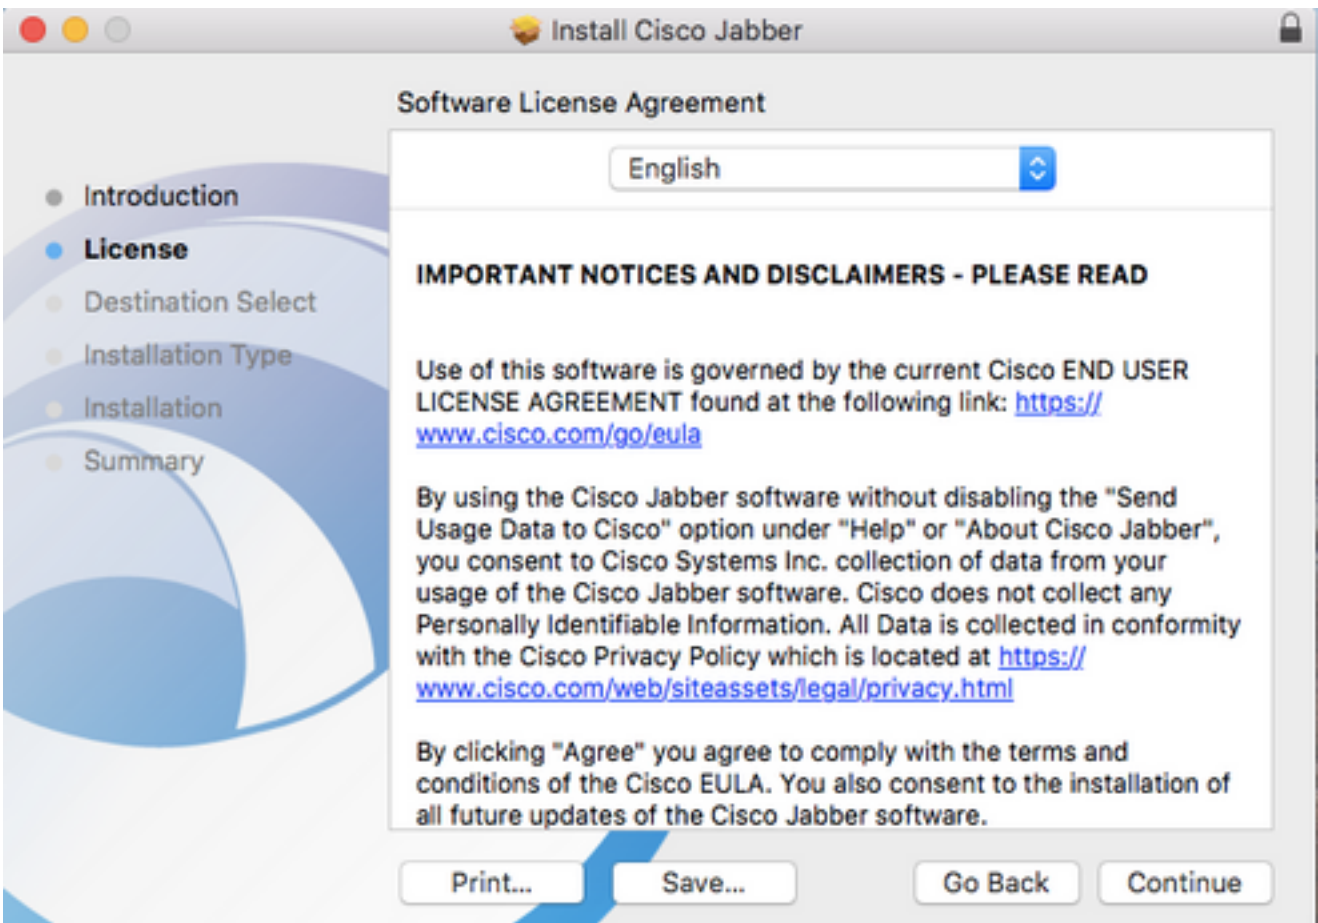 Install Cisco Jabber
Software License Agreement
English
Introduction
License
Destination Select
Installation Type
Installation
Summary
IMPORTANT NOTICES AND DISCLAIMERS - PLEASE READ
Use of this software is governed by the current Cisco END USER
LICENSE AGREEMENT found at the following link: https://
www.cisco.com/go/eula
By using the Cisco Jabber software without disabling the "Send
Usage Data to Cisco" option under "Help" or "About Cisco Jabber",
you consent to Cisco Systems Inc. collection of data from your
usage of the Cisco Jabber software. Cisco does not collect any
Personally Identifiable Information. All Data is collected in conformity
with the Cisco Privacy Policy which is located at https://
www.cisco.com/web/siteassets/legal/privacy.html
By clicking "Agree" you agree to comply with the terms and
conditions of the Cisco EULA. You also consent to the installation of
all future updates of the Cisco Jabber software.
Print...
Save...
Go Back
Continue